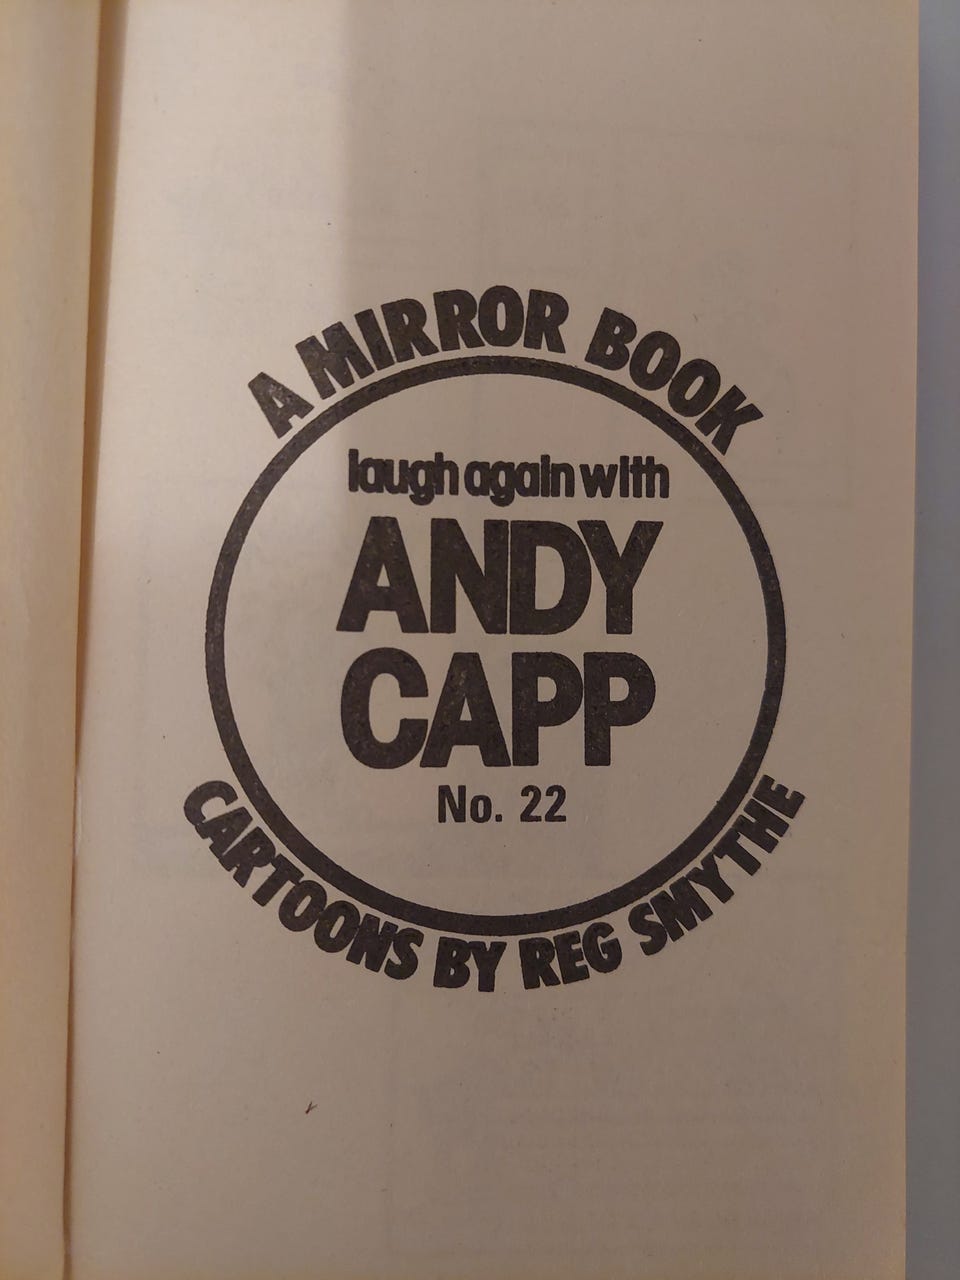 A MIRROR BOOK
laugh again with
ANDY
CAPP
No. 22
CARTOONS BY REG SMYTHE